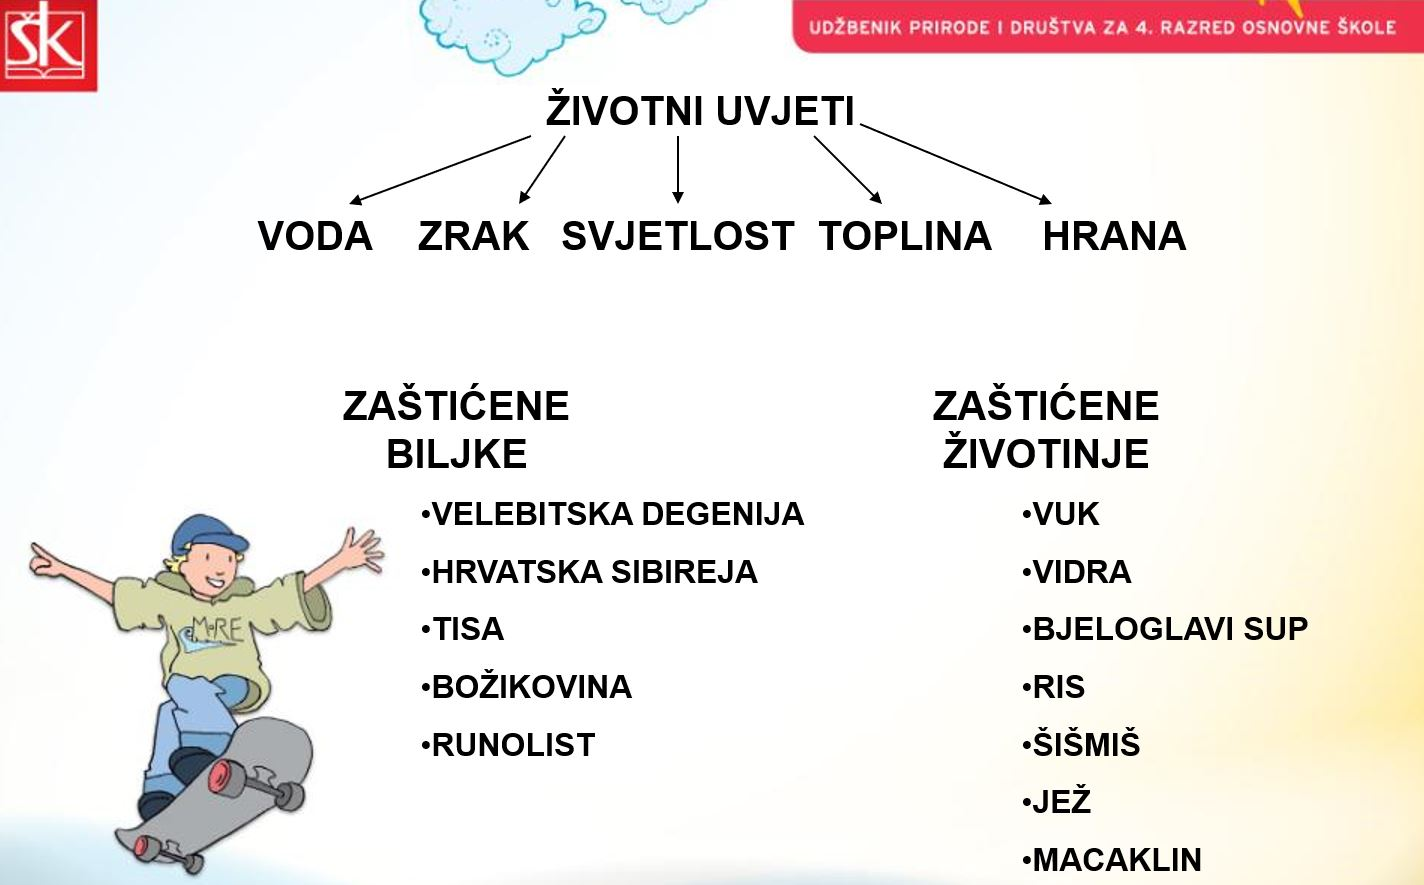 ŠK
UDŽBENIK PRIRODE I DRUŠTVA ZA 4. RAZRED OSNOVNE ŠKOLE
ŽIVOTNI UVJETI
VODA ZRAK SVJETLOST TOPLINA HRANA
ZAŠTIĆENE
BILJKE
•VELEBITSKA DEGENIJA
•HRVATSKA SIBIREJA
•TISA
•BOŽIKOVINA
•RUNOLIST
ZAŠTIĆENE
ŽIVOTINJE
•VUK
•VIDRA
•BJELOGLAVI SUP
•RIS
•ŠIŠMIŠ
•JEŽ
•MACAKLIN
MORE